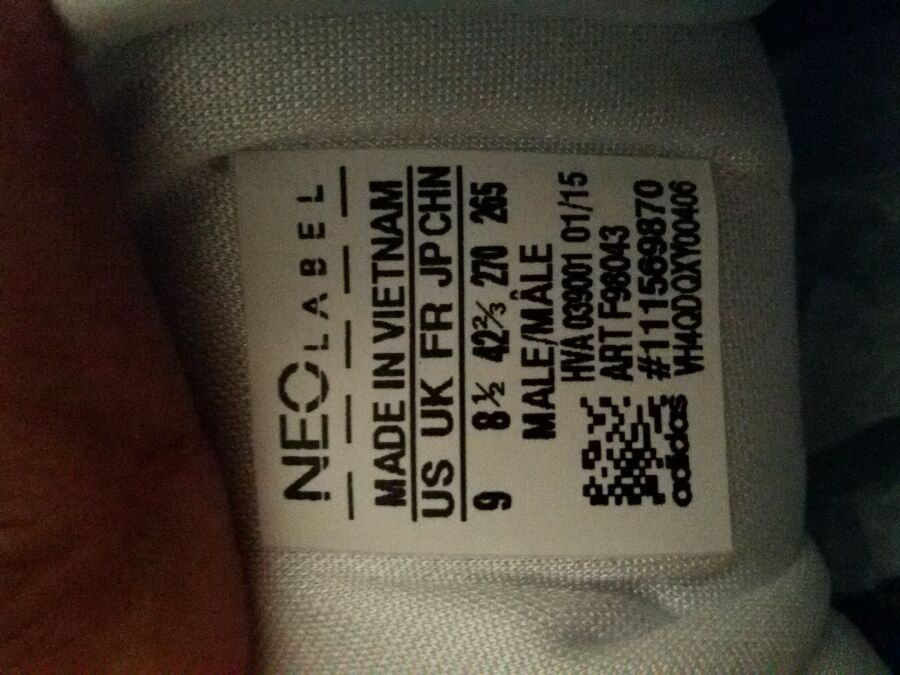 NEO LABEL
MADE IN VIETNAM
US UK FR JP CHN
9 8½ 42⅔ 270 265
MALE/MÂLE
HVA 039001 01/15
ART F98043
#111569870
adidas VH4QDQXY00406